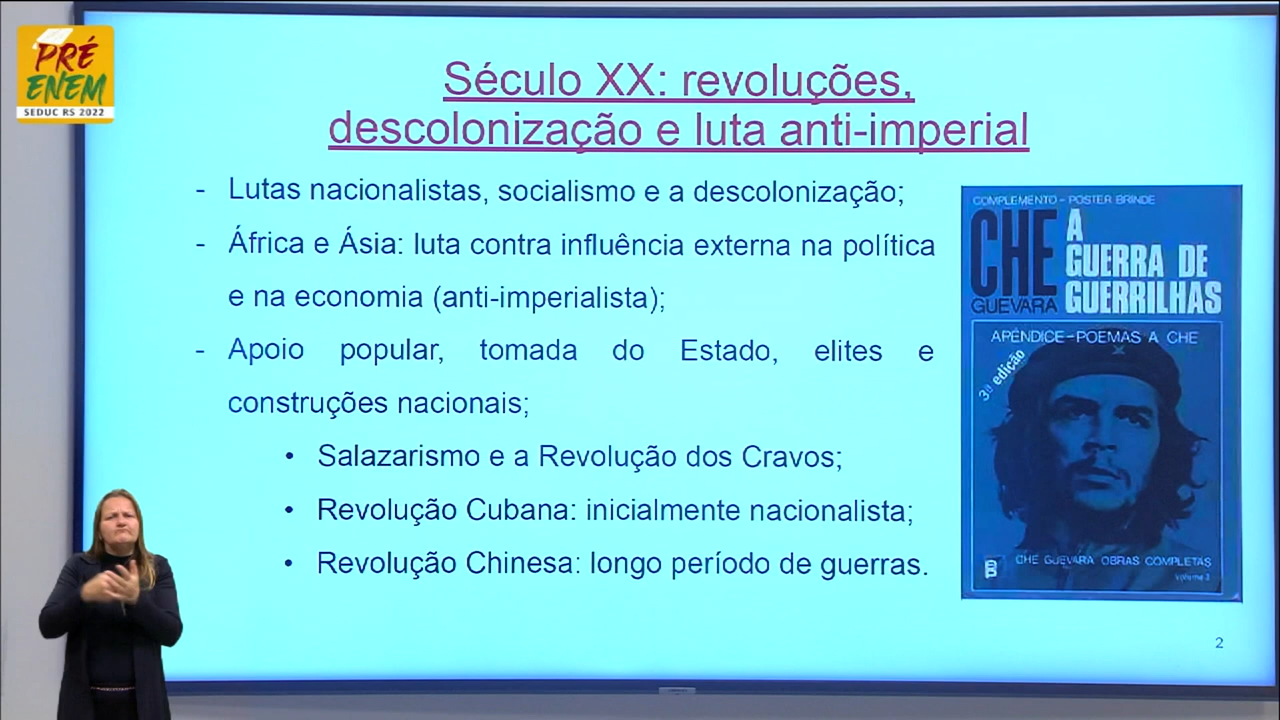 PRÉ
ENEM
SEDUC RS 2022
Século XX: revoluções,
descolonização e luta anti-imperial
- Lutas nacionalistas, socialismo e a descolonização;
- África e Ásia: luta contra influência externa na política
e na economia (anti-imperialista);
- Apoio popular, tomada do Estado, elites e
construções nacionais;
• Salazarismo e a Revolução dos Cravos;
• Revolução Cubana: inicialmente nacionalista;
• Revolução Chinesa: longo período de guerras.
COMPLEMENTO - POSTER BRINDE
CHE
GUEVARA
A
GUERRA DE
GUERRILHAS
APÊNDICE - POEMAS A CHE
3ª edição
CHE GUEVARA OBRAS COMPLETAS
volume 3
2